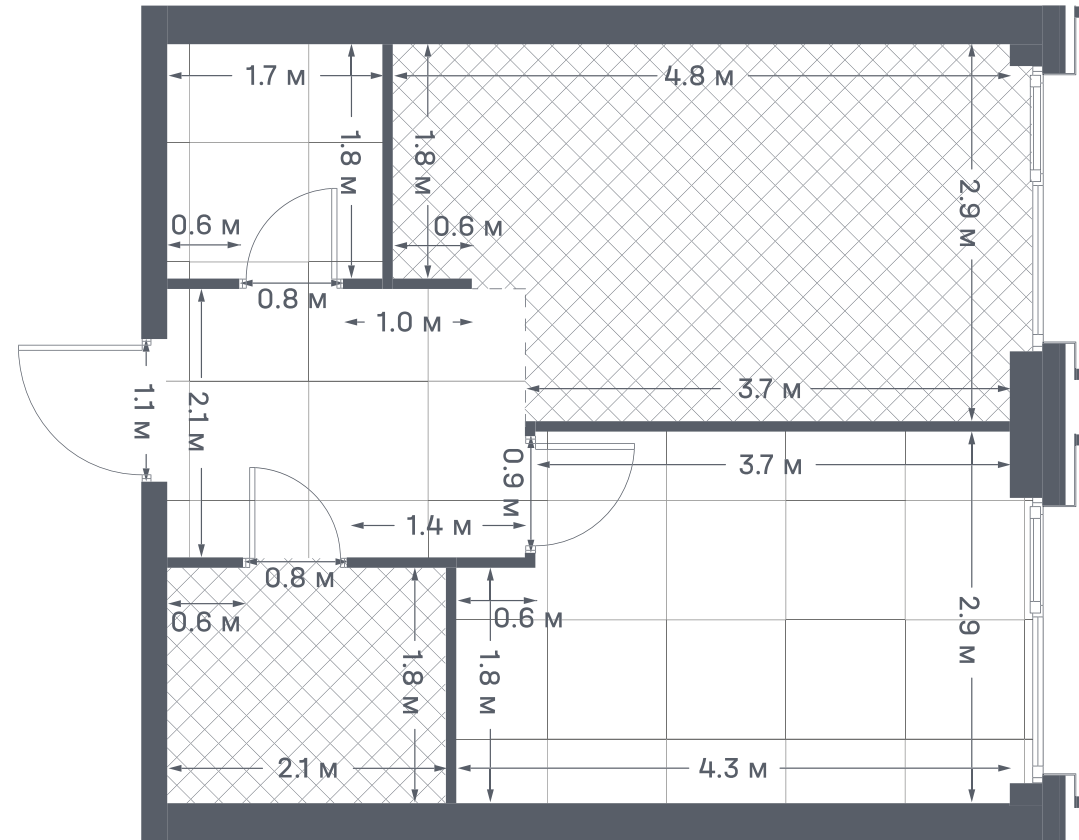 1.7 м
4.8 м
1.8 м
1.8 м
2.9 м
0.6 м
0.6 м
0.8 м
1.0 м
3.7 м
1.1 м
2.1 м
3.7 м
0.9 м
1.4 м
0.8 м
0.6 м
0.6 м
2.9 м
1.8 м
1.8 м
2.1 м
4.3 м